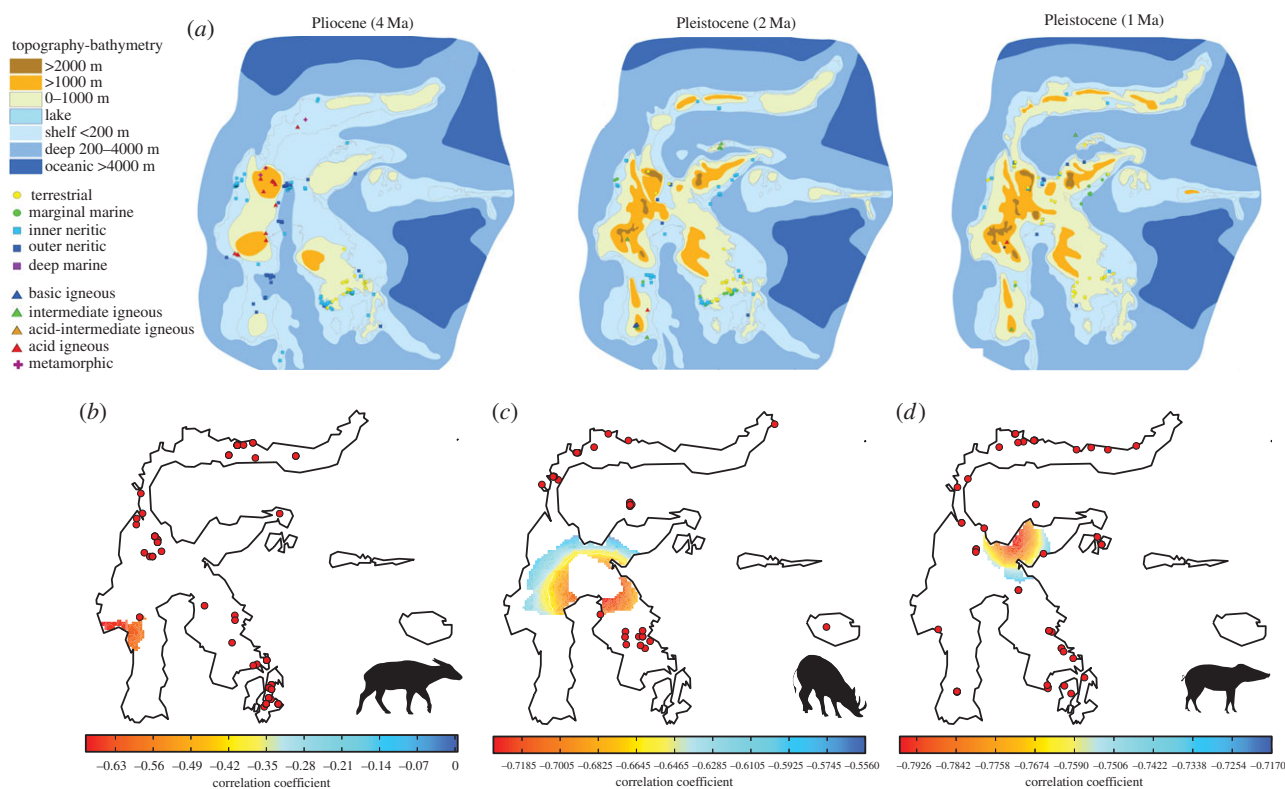 (a)
Pliocene (4 Ma)
Pleistocene (2 Ma)
Pleistocene (1 Ma)
topography-bathymetry
>2000 m
>1000 m
0–1000 m
lake
shelf <200 m
deep 200–4000 m
oceanic >4000 m
terrestrial
marginal marine
inner neritic
outer neritic
deep marine
basic igneous
intermediate igneous
acid-intermediate igneous
acid igneous
metamorphic
(b)
(c)
(d)
−0.63 −0.56 −0.49 −0.42 −0.35 −0.28 −0.21 −0.14 −0.07 0
correlation coefficient
−0.7185 −0.7005 −0.6825 −0.6645 −0.6465 −0.6285 −0.6105 −0.5925 −0.5745 −0.5560
correlation coefficient
−0.7926 −0.7842 −0.7758 −0.7674 −0.7590 −0.7506 −0.7422 −0.7338 −0.7254 −0.7170
correlation coefficient